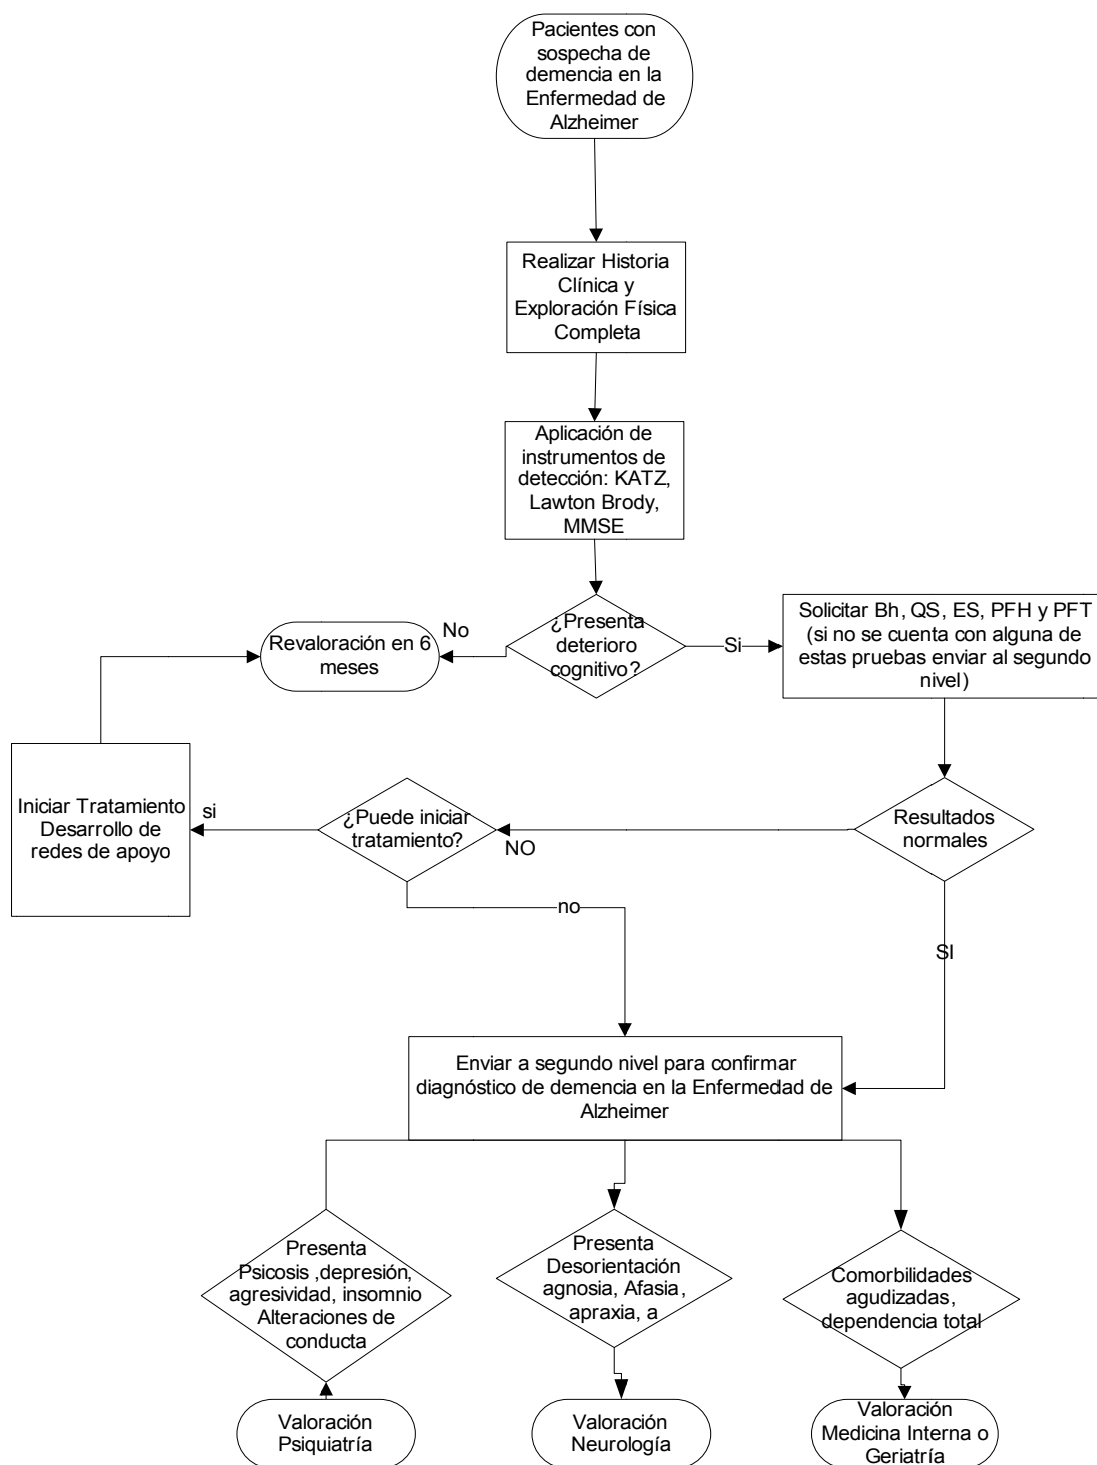 Pacientes con
sospecha de
demencia en la
Enfermedad de
Alzheimer
Realizar Historia
Clínica y
Exploración Física
Completa
Aplicación de
instrumentos de
detección: KATZ,
Lawton Brody,
MMSE
¿Presenta
deterioro
cognitivo?
No
Si
Revaloración en 6
meses
Solicitar Bh, QS, ES, PFH y PFT
(si no se cuenta con alguna de
estas pruebas enviar al segundo
nivel)
Iniciar Tratamiento
Desarrollo de
redes de apoyo
si
¿Puede iniciar
tratamiento?
NO
Resultados
normales
no
SI
Enviar a segundo nivel para confirmar
diagnóstico de demencia en la Enfermedad de
Alzheimer
Presenta
Psicosis ,depresión,
agresividad, insomnio
Alteraciones de
conducta
Presenta
Desorientación
agnosia, Afasia,
apraxia, a
Comorbilidades
agudizadas,
dependencia total
Valoración
Psiquiatría
Valoración
Neurología
Valoración
Medicina Interna o
Geriatría